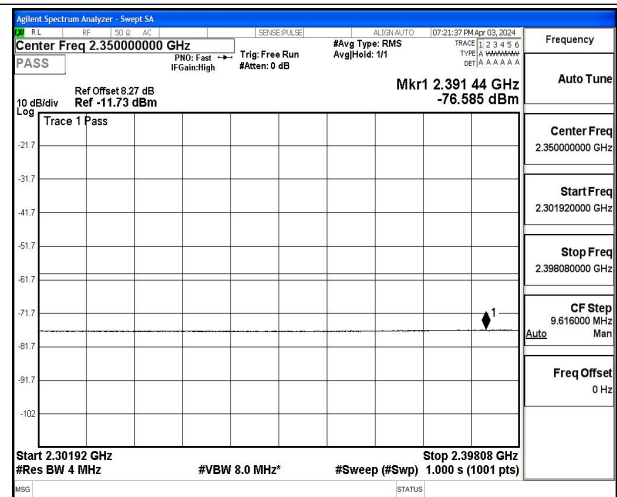 Agilent Spectrum Analyzer - Swept SA
RL RF 50 Ω AC SENSE:PULSE ALIGN AUTO 07:21:37 PM Apr 03, 2024
Center Freq 2.350000000 GHz
PASS
PNO: Fast
IFGain:High
Trig: Free Run
#Atten: 0 dB
#Avg Type: RMS
Avg|Hold: 1/1
TRACE 1 2 3 4 5 6
TYPE A
DET A A A A A A
Mkr1 2.391 44 GHz
-76.585 dBm
Ref Offset 8.27 dB
Ref -11.73 dBm
10 dB/div
Log
Trace 1 Pass
-21.7
-31.7
-41.7
-51.7
-61.7
-71.7
-81.7
-91.7
-102
1
Start 2.30192 GHz
Stop 2.39808 GHz
#Res BW 4 MHz
#VBW 8.0 MHz*
#Sweep (#Swp) 1.000 s (1001 pts)
MSG
STATUS
Frequency
Auto Tune
Center Freq
2.350000000 GHz
Start Freq
2.301920000 GHz
Stop Freq
2.398080000 GHz
CF Step
9.616000 MHz
Auto Man
Freq Offset
0 Hz